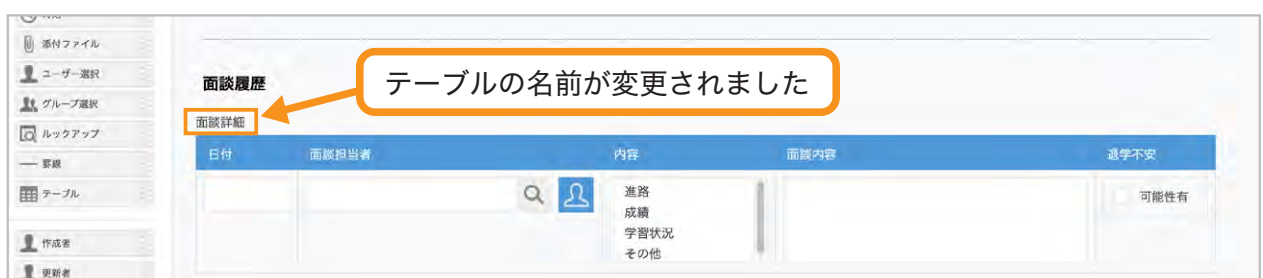 添付ファイル
ユーザー選択
グループ選択
ルックアップ
罫線
テーブル
作成者
更新者
面談履歴
テーブルの名前が変更されました
面談詳細
日付 面談担当者 内容 面談内容 退学不安
進路
成績
学習状況
その他
可能性有